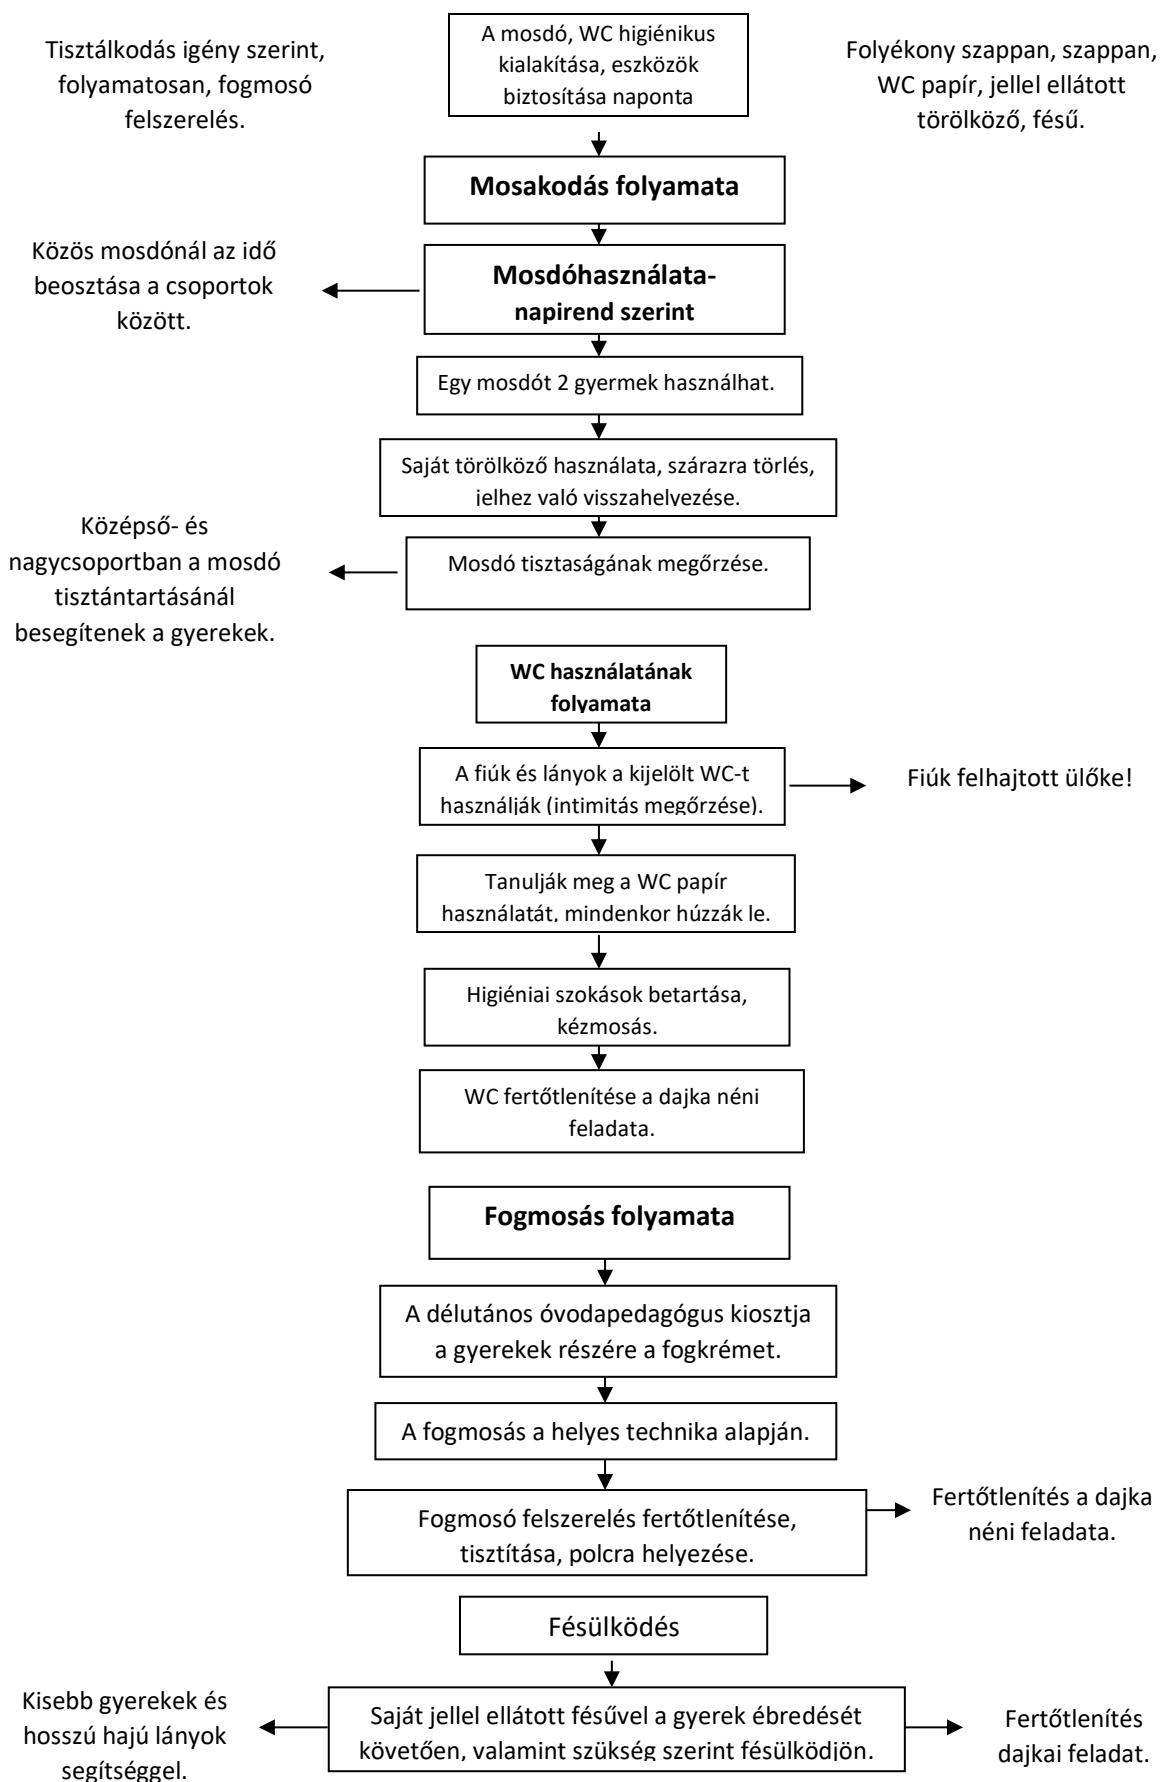 Tisztálkodás igény szerint,
folyamatosan, fogmosó
felszerelés.
A mosdó, WC higiénikus
kialakítása, eszközök
biztosítása naponta
Folyékony szappan, szappan,
WC papír, jellel ellátott
törölköző, fésű.
Mosakodás folyamata
Közös mosdónál az idő
beosztása a csoportok
között.
Mosdóhasználata-
napirend szerint
Egy mosdót 2 gyermek használhat.
Saját törölköző használata, szárazra törlés,
jelhez való visszahelyezése.
Középső- és
nagycsoportban a mosdó
tisztántartásánál
besegítenek a gyerekek.
Mosdó tisztaságának megőrzése.
WC használatának
folyamata
A fiúk és lányok a kijelölt WC-t
használják (intimitás megőrzése).
Fiúk felhajtott ülőke!
Tanulják meg a WC papír
használatát, mindenkor húzzák le.
Higiéniai szokások betartása,
kézmosás.
WC fertőtlenítése a dajka néni
feladata.
Fogmosás folyamata
A délutános óvodapedagógus kiosztja
a gyerekek részére a fogkrémet.
A fogmosás a helyes technika alapján.
Fogmosó felszerelés fertőtlenítése,
tisztítása, polcra helyezése.
Fertőtlenítés a dajka
néni feladata.
Fésülködés
Kisebb gyerekek és
hosszú hajú lányok
segítséggel.
Saját jellel ellátott fésűvel a gyerek ébredését
követően, valamint szükség szerint fésülködjön.
Fertőtlenítés
dajkai feladat.